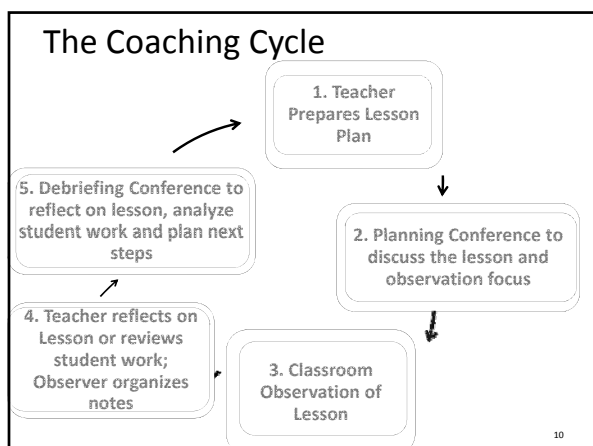 The Coaching Cycle
1. Teacher
Prepares Lesson
Plan
2. Planning Conference to
discuss the lesson and
observation focus
3. Classroom
Observation of
Lesson
4. Teacher reflects on
Lesson or reviews
student work;
Observer organizes
notes
5. Debriefing Conference to
reflect on lesson, analyze
student work and plan next
steps
10